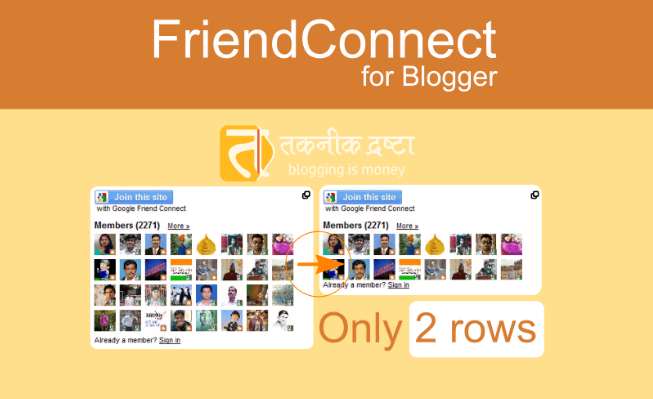 FriendConnect
for Blogger
तकनीक द्रष्टा
blogging is money
Join this site
with Google Friend Connect
Members (2271) More »
Already a member? Sign in
Join this site
with Google Friend Connect
Members (2271) More »
Already a member? Sign in
Only 2 rows